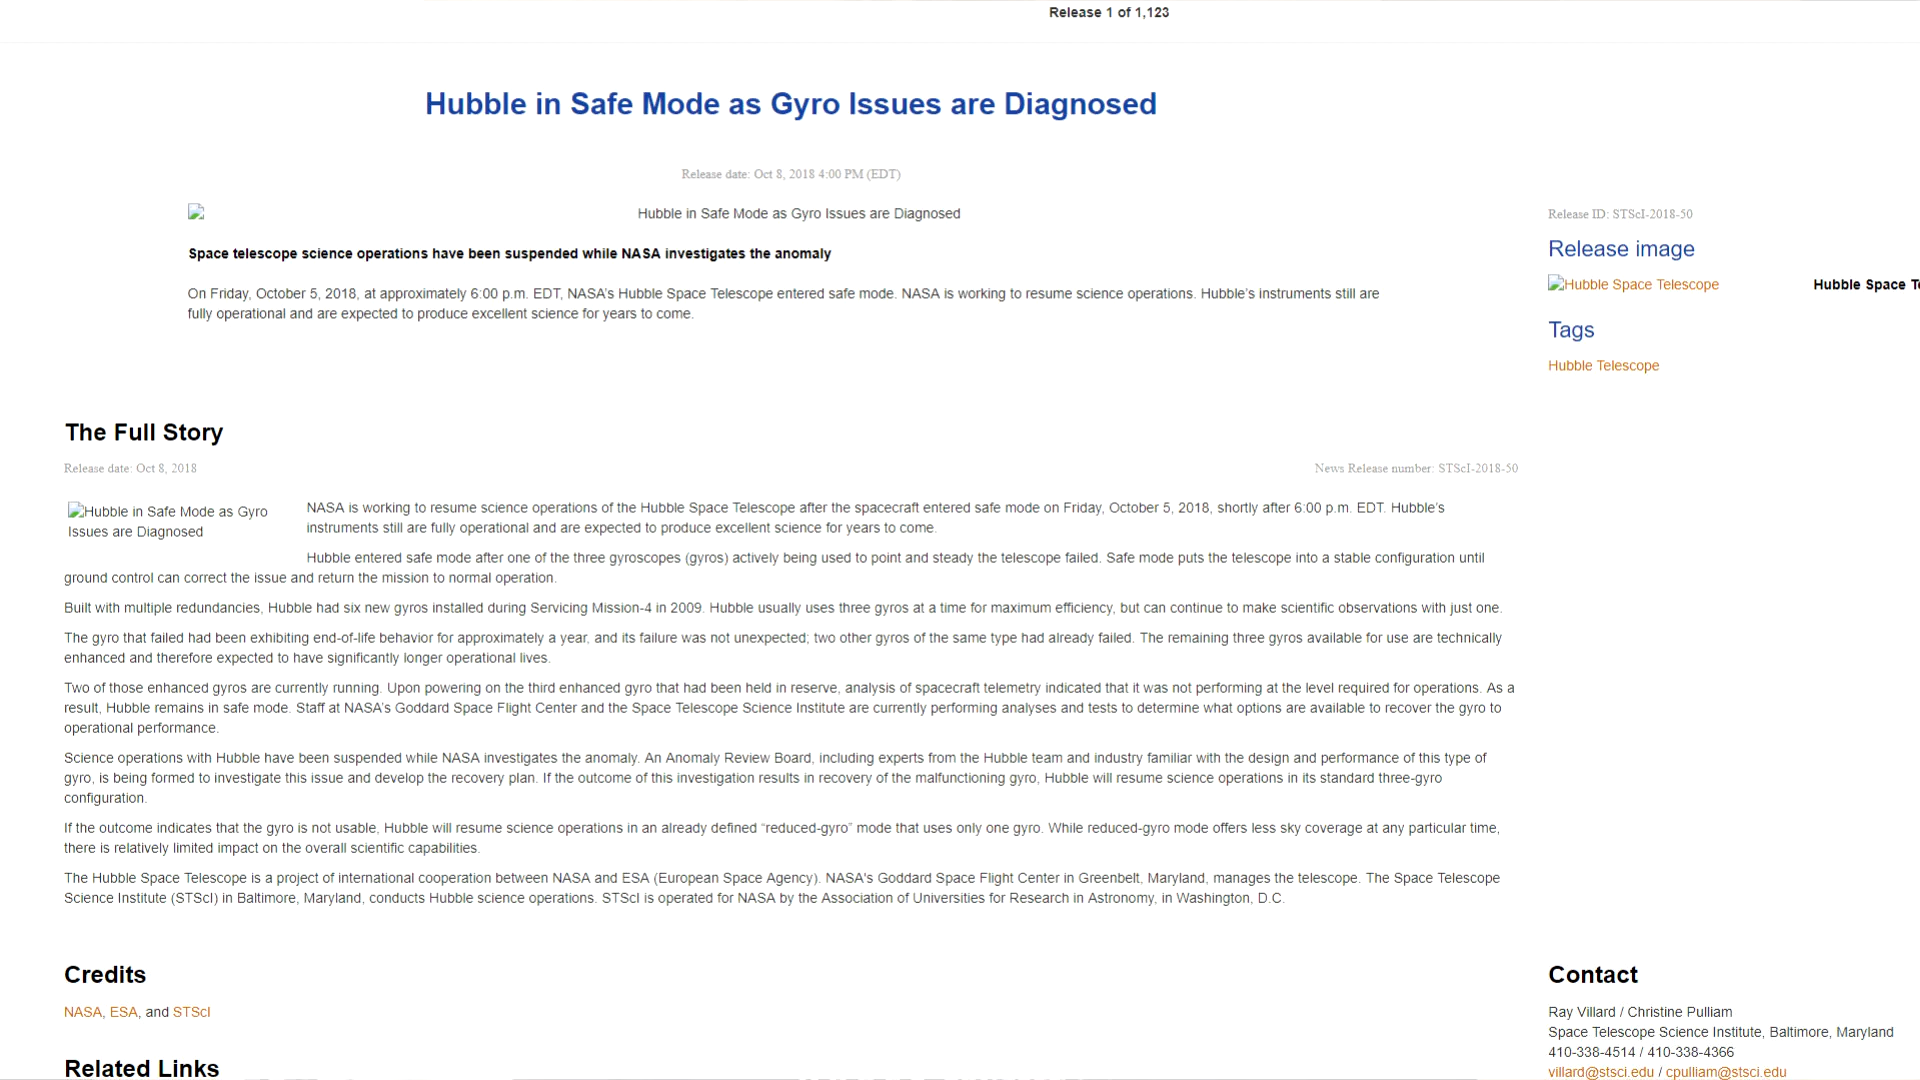 Release 1 of 1,123
Hubble in Safe Mode as Gyro Issues are Diagnosed
Release date: Oct 8, 2018 4:00 PM (EDT)
Hubble in Safe Mode as Gyro Issues are Diagnosed
Space telescope science operations have been suspended while NASA investigates the anomaly
On Friday, October 5, 2018, at approximately 6:00 p.m. EDT, NASA's Hubble Space Telescope entered safe mode. NASA is working to resume science operations. Hubble's instruments still are
fully operational and are expected to produce excellent science for years to come.
Release ID: STScI-2018-50
Release image
Hubble Space Telescope
Hubble Space Te
Tags
Hubble Telescope
The Full Story
Release date: Oct 8, 2018
News Release number: STScI-2018-50
Hubble in Safe Mode as Gyro
Issues are Diagnosed
NASA is working to resume science operations of the Hubble Space Telescope after the spacecraft entered safe mode on Friday, October 5, 2018, shortly after 6:00 p.m. EDT. Hubble's
instruments still are fully operational and are expected to produce excellent science for years to come.
Hubble entered safe mode after one of the three gyroscopes (gyros) actively being used to point and steady the telescope failed. Safe mode puts the telescope into a stable configuration until
ground control can correct the issue and return the mission to normal operation.
Built with multiple redundancies, Hubble had six new gyros installed during Servicing Mission-4 in 2009. Hubble usually uses three gyros at a time for maximum efficiency, but can continue to make scientific observations with just one.
The gyro that failed had been exhibiting end-of-life behavior for approximately a year, and its failure was not unexpected; two other gyros of the same type had already failed. The remaining three gyros available for use are technically
enhanced and therefore expected to have significantly longer operational lives.
Two of those enhanced gyros are currently running. Upon powering on the third enhanced gyro that had been held in reserve, analysis of spacecraft telemetry indicated that it was not performing at the level required for operations. As a
result, Hubble remains in safe mode. Staff at NASA's Goddard Space Flight Center and the Space Telescope Science Institute are currently performing analyses and tests to determine what options are available to recover the gyro to
operational performance.
Science operations with Hubble have been suspended while NASA investigates the anomaly. An Anomaly Review Board, including experts from the Hubble team and industry familiar with the design and performance of this type of
gyro, is being formed to investigate this issue and develop the recovery plan. If the outcome of this investigation results in recovery of the malfunctioning gyro, Hubble will resume science operations in its standard three-gyro
configuration.
If the outcome indicates that the gyro is not usable, Hubble will resume science operations in an already defined “reduced-gyro” mode that uses only one gyro. While reduced-gyro mode offers less sky coverage at any particular time,
there is relatively limited impact on the overall scientific capabilities.
The Hubble Space Telescope is a project of international cooperation between NASA and ESA (European Space Agency). NASA's Goddard Space Flight Center in Greenbelt, Maryland, manages the telescope. The Space Telescope
Science Institute (STScI) in Baltimore, Maryland, conducts Hubble science operations. STScI is operated for NASA by the Association of Universities for Research in Astronomy, in Washington, D.C.
Credits
NASA, ESA, and STScI
Related Links
Contact
Ray Villard / Christine Pulliam
Space Telescope Science Institute, Baltimore, Maryland
410-338-4514 / 410-338-4366
villard@stsci.edu / cpulliam@stsci.edu